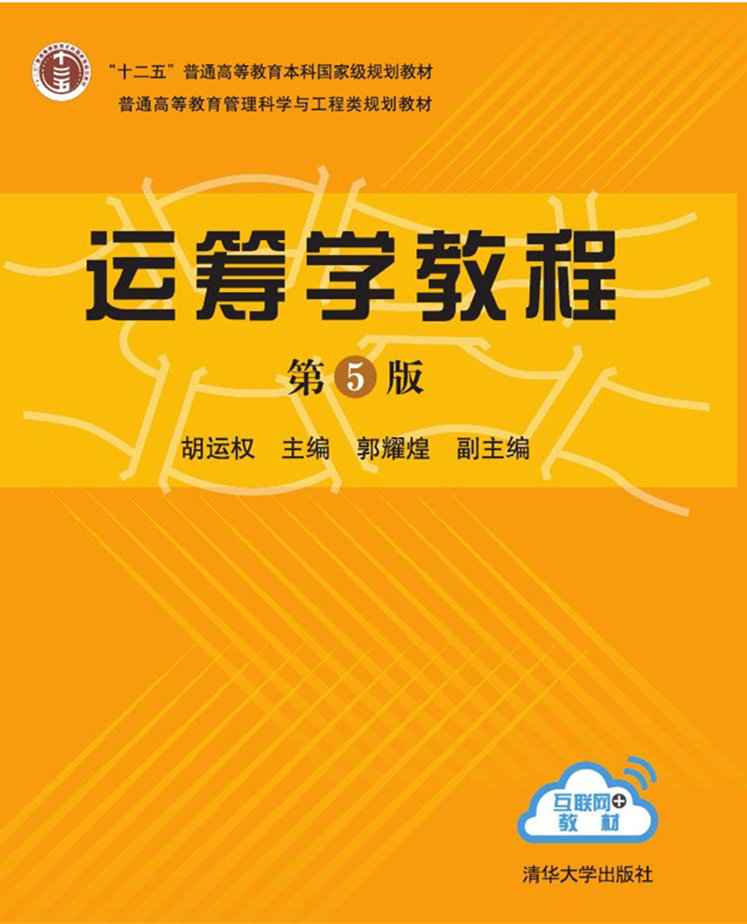 “十二五”普通高等教育本科国家级规划教材
普通高等教育管理科学与工程类规划教材
运筹学教程
第5版
胡运权 主编 郭耀煌 副主编
互联网+
教材
清华大学出版社